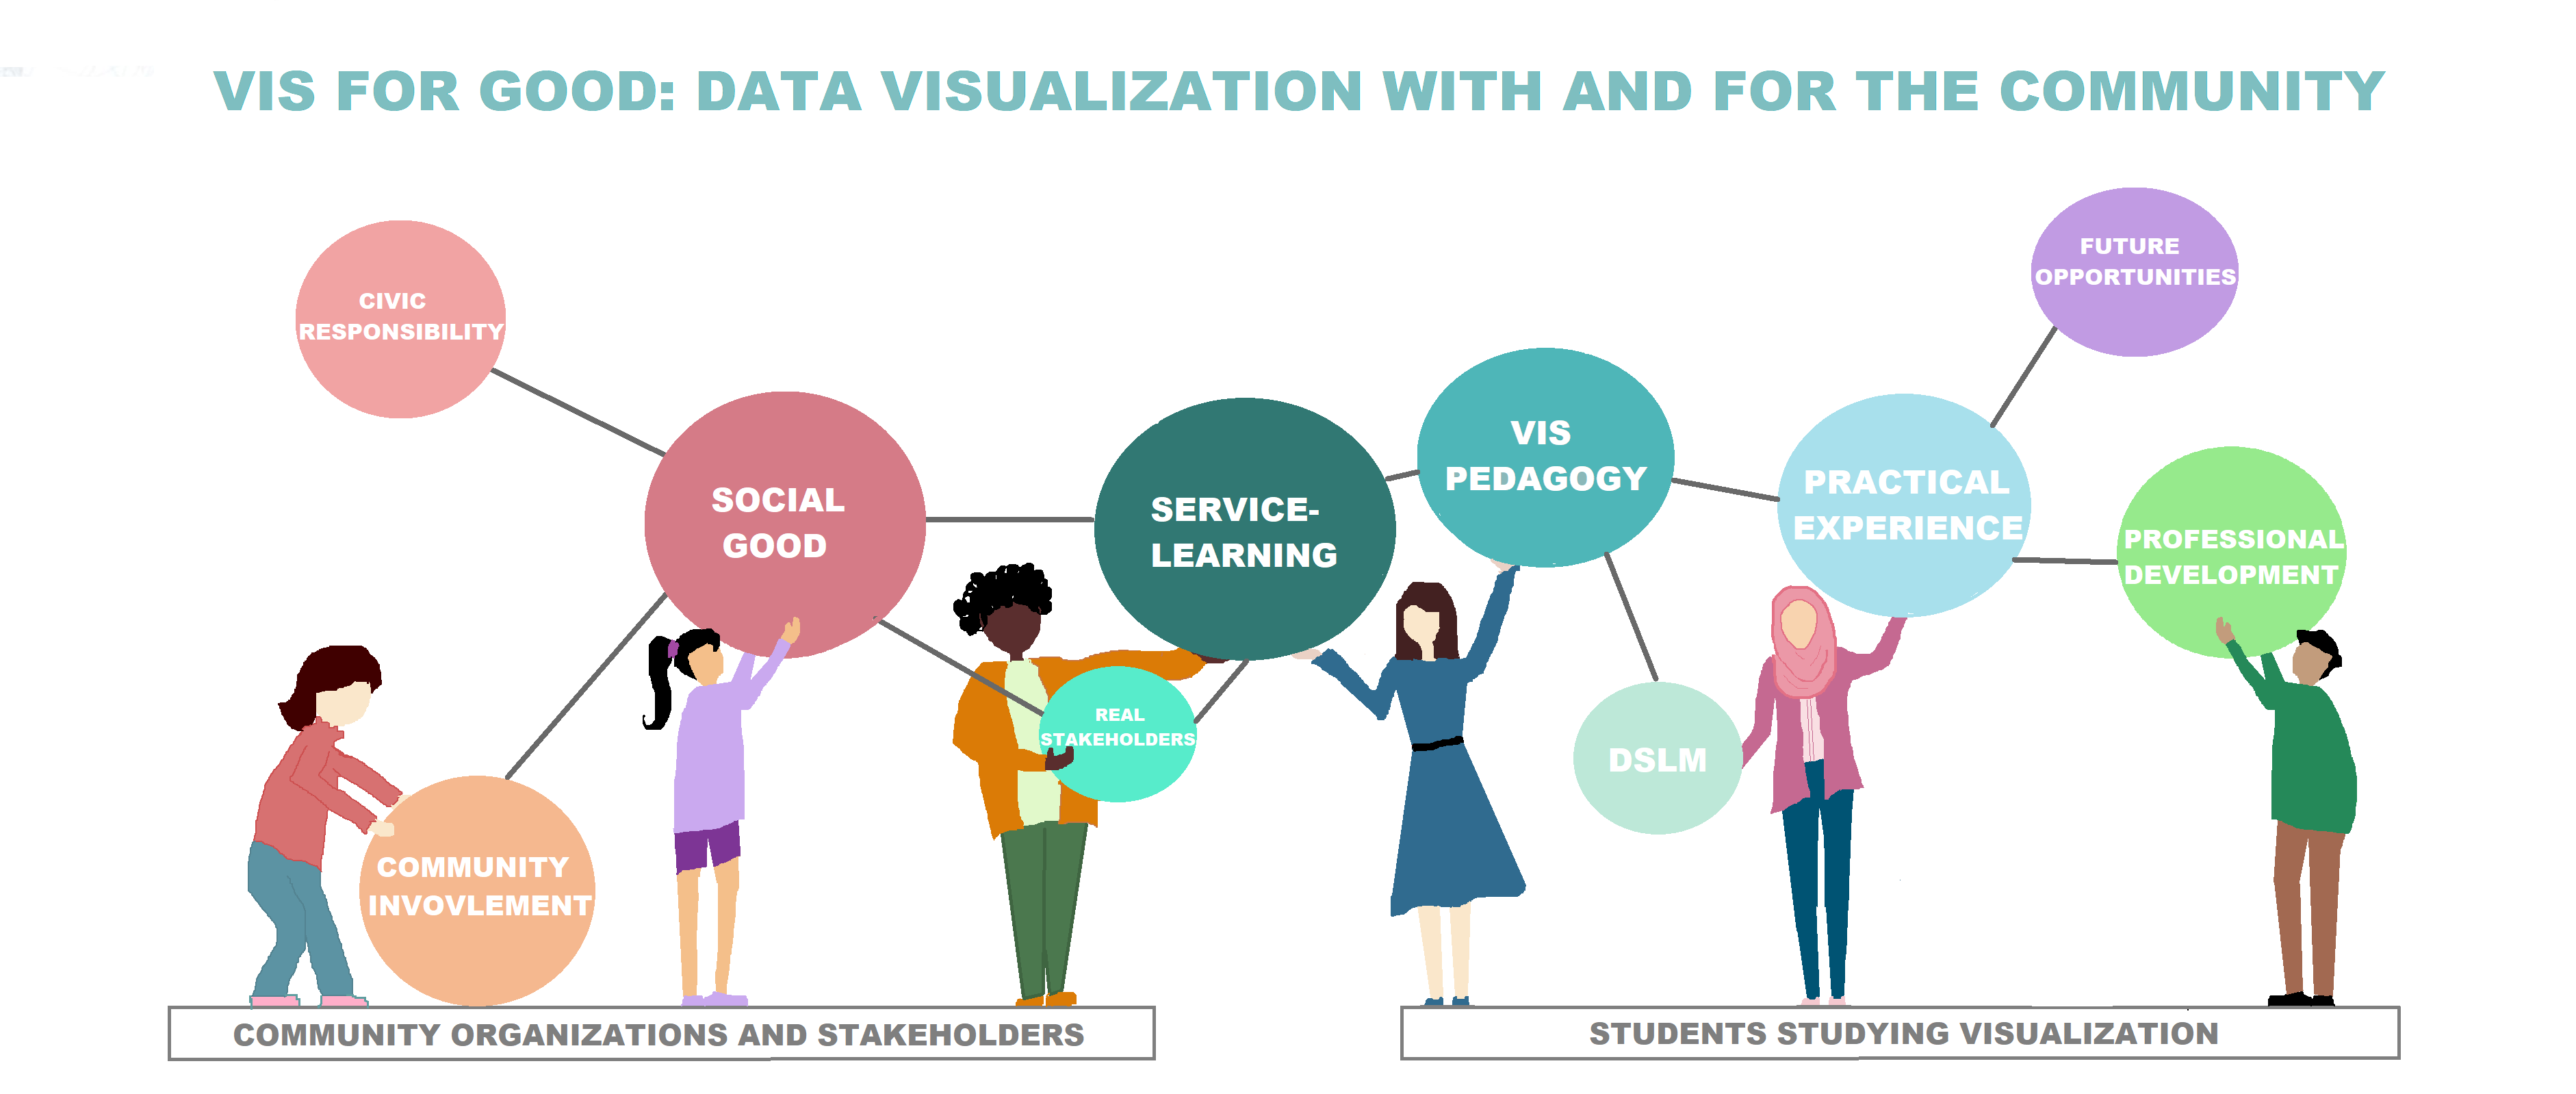 VIS FOR GOOD: DATA VISUALIZATION WITH AND FOR THE COMMUNITY
CIVIC
RESPONSIBILITY
SOCIAL
GOOD
COMMUNITY
INVOVLEMENT
REAL
STAKEHOLDERS
SERVICE-
LEARNING
VIS
PEDAGOGY
DSLM
PRACTICAL
EXPERIENCE
FUTURE
OPPORTUNITIES
PROFESSIONAL
DEVELOPMENT
COMMUNITY ORGANIZATIONS AND STAKEHOLDERS
STUDENTS STUDYING VISUALIZATION